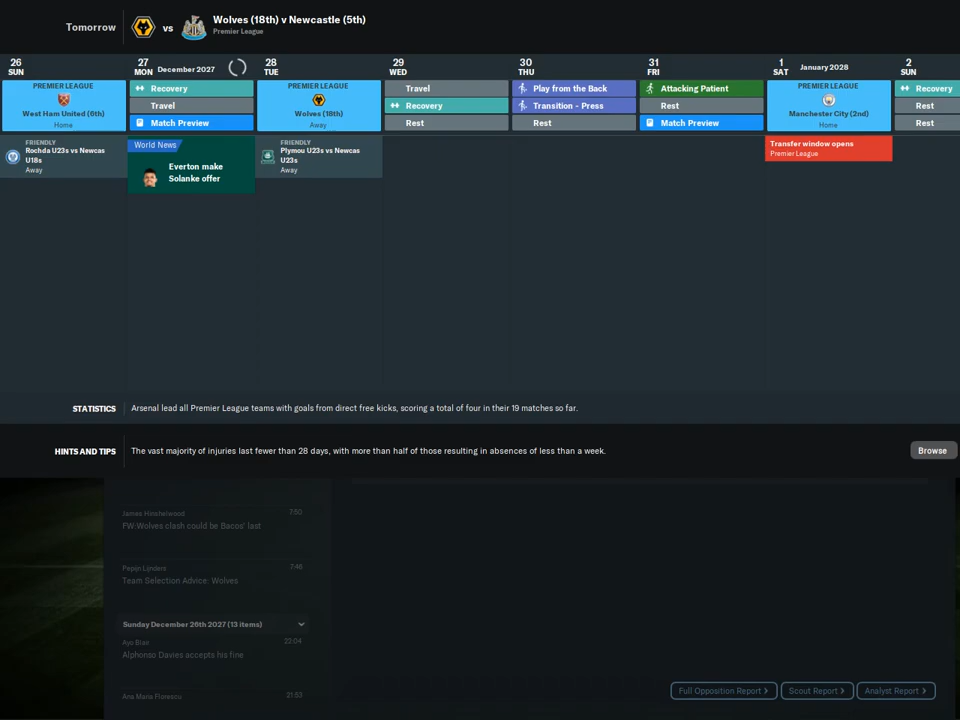 Tomorrow
vs
Wolves (18th) v Newcastle (5th)
Premier League
26
SUN
27
MON December 2027
28
TUE
29
WED
30
THU
31
FRI
1
SAT January 2028
2
SUN
PREMIER LEAGUE
West Ham United (6th)
Home
Recovery
Travel
Match Preview
PREMIER LEAGUE
Wolves (18th)
Away
Travel
Recovery
Rest
Play from the Back
Transition - Press
Rest
Attacking Patient
Rest
Match Preview
PREMIER LEAGUE
Manchester City (2nd)
Home
Recovery
Rest
Rest
FRIENDLY
Rochda U23s vs Newcas
U18s
Away
World News
Everton make
Solanke offer
FRIENDLY
Plymou U23s vs Newcas
U23s
Away
Transfer window opens
Premier League
STATISTICS
Arsenal lead all Premier League teams with goals from direct free kicks, scoring a total of four in their 19 matches so far.
HINTS AND TIPS
The vast majority of injuries last fewer than 28 days, with more than half of those resulting in absences of less than a week.
Browse
James Hinshelwood 7:50
FW:Wolves clash could be Bacos' last
Pepijn Lijnders 7:46
Team Selection Advice: Wolves
Sunday December 26th 2027 (13 items)
Ayo Biao 22:04
Alphonso Davies accepts his fine
Ana Maria Florescu 21:53
Full Opposition Report >
Scout Report >
Analyst Report >